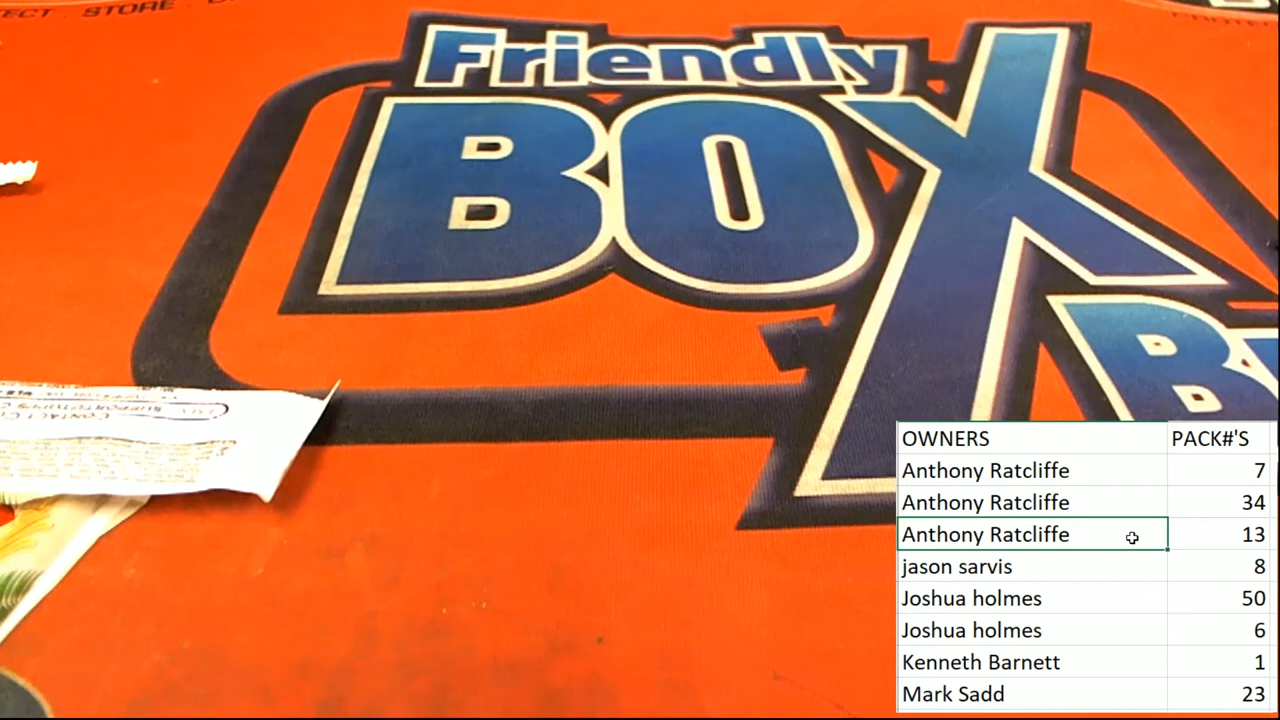 STORE
Friendly
BOX
OWNERS PACK#'S
Anthony Ratcliffe 7
Anthony Ratcliffe 34
Anthony Ratcliffe 13
jason sarvis 8
Joshua holmes 50
Joshua holmes 6
Kenneth Barnett 1
Mark Sadd 23